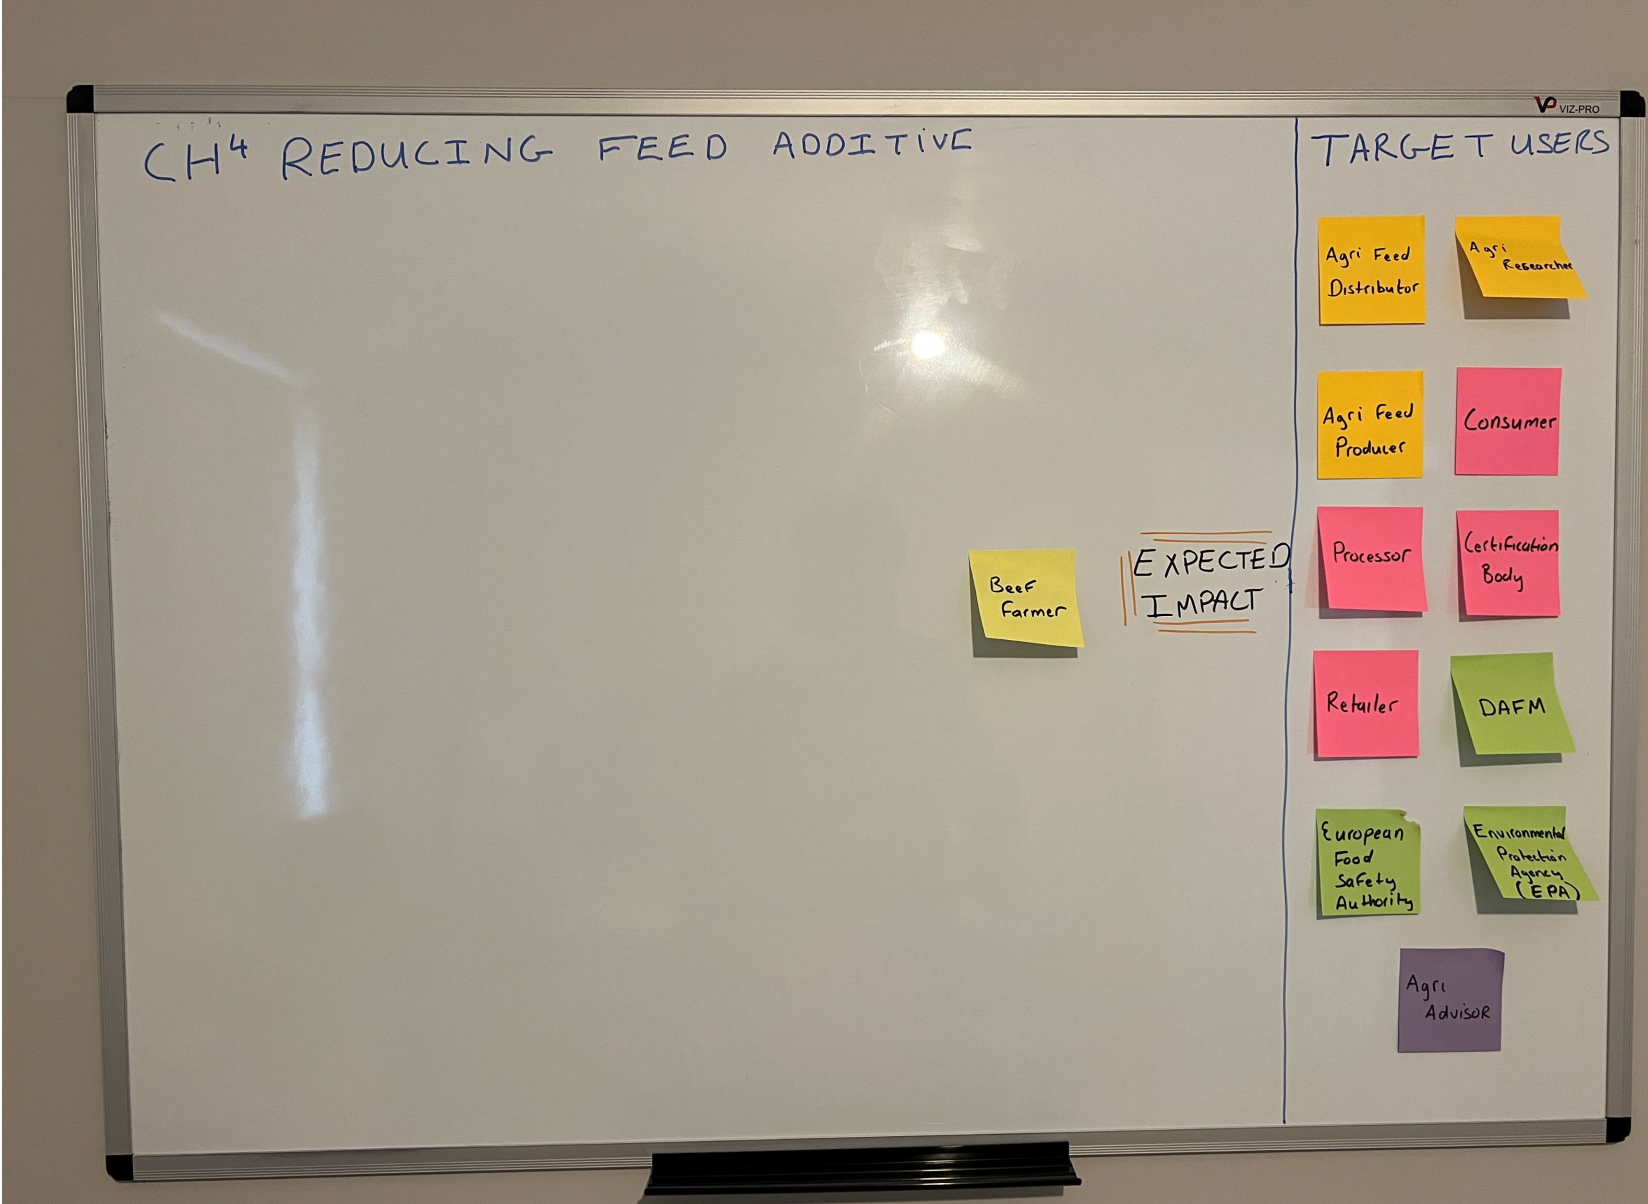 VP VIZ-PRO
CH⁴ REDUCING FEED ADDITIVE
TARGET USERS
Agri Feed
Distributor
Agri
Researcher
Agri Feed
Producer
Consumer
Processor
Certification
Body
Retailer
DAFM
European
Food
Safety
Authority
Environmental
Protection
Agency
(EPA)
Agri
Advisor
Beef
Farmer
EXPECTED
IMPACT